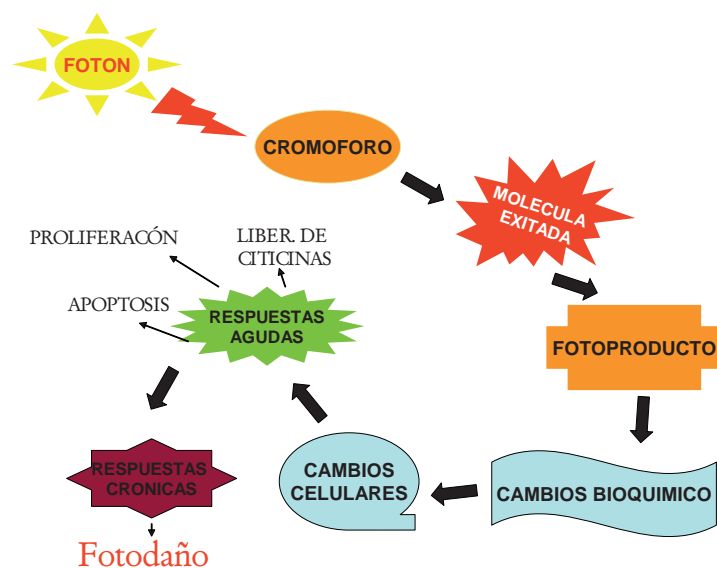 FOTON
CROMOFORO
MOLECULA
EXITADA
FOTOPRODUCTO
CAMBIOS BIOQUIMICO
CAMBIOS
CELULARES
RESPUESTAS
AGUDAS
LIBER. DE
CITICINAS
PROLIFERACÓN
APOPTOSIS
RESPUESTAS
CRONICAS
Fotodaño